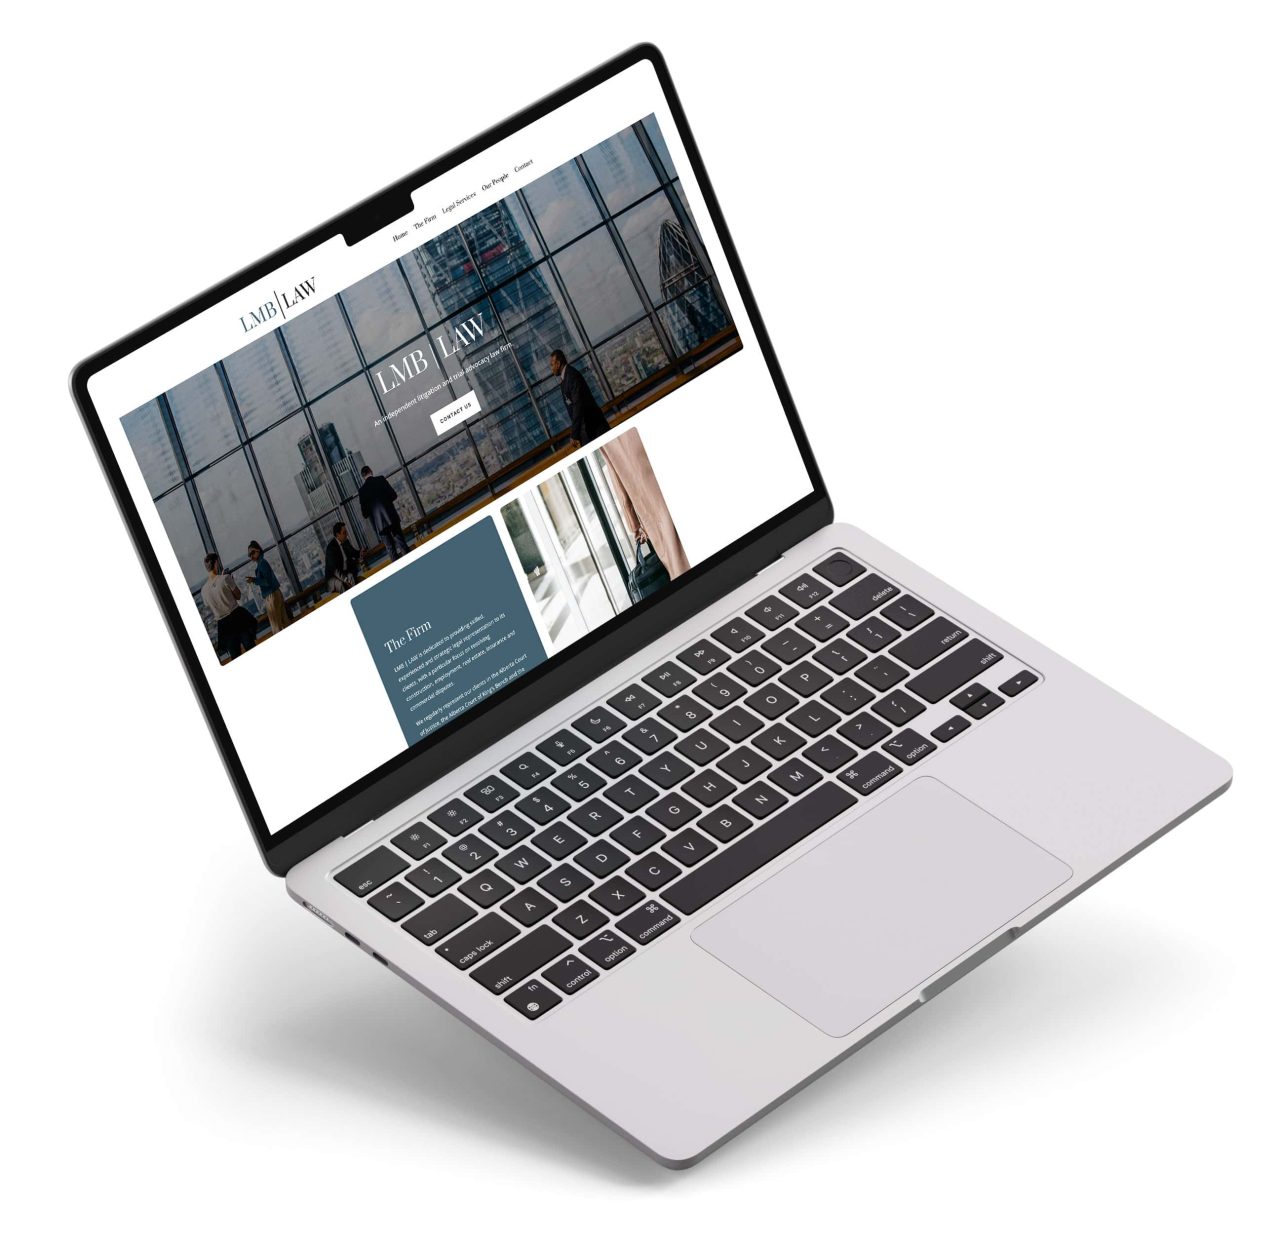 Home The Firm Legal Services Our People Contact
LMB|LAW
LMB|LAW
An independent litigation and trial advocacy law firm.
CONTACT US
The Firm
LMB | LAW is dedicated to providing skilled,
experienced and strategic legal representation to its
clients, with a particular focus on resolving
construction, employment, real estate, insurance and
commercial disputes.
We regularly represent our clients in the Alberta Court
of Justice, the Alberta Court of King's Bench and the
esc F1 F2 F3 F4 F5 F6 F7 F8 F9 F10 F11 F12
~ ! 1 @ 2 # 3 $ 4 % 5 ^ 6 & 7 * 8 ( 9 ) 0 _ - + = delete
tab Q W E R T Y U I O P { [ } ] | \
caps lock A S D F G H J K L : ; " ' return
shift Z X C V B N M < , > . ? / shift
fn control option command command option